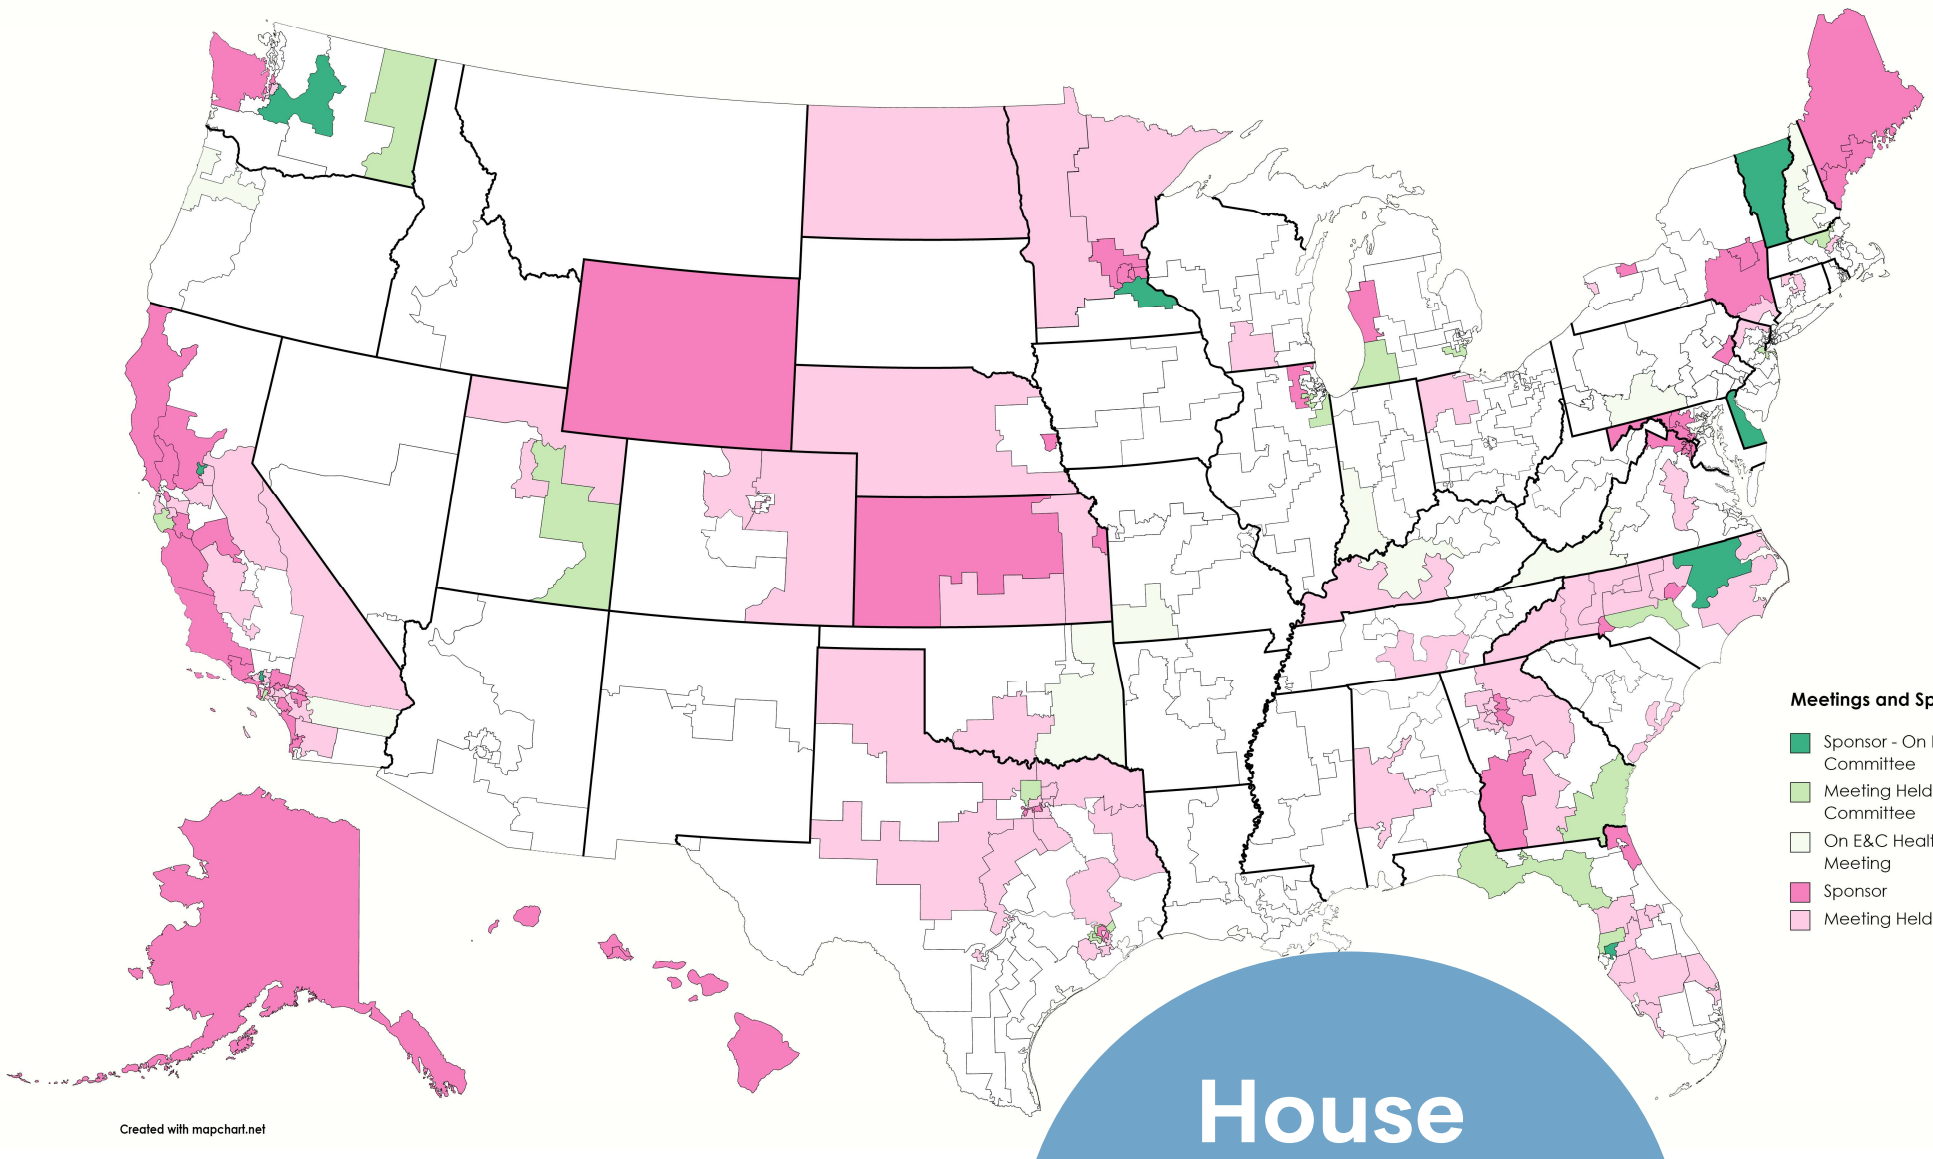 Meetings and Sp
Sponsor - On
Committee
Meeting Held
Committee
On E&C Healt
Meeting
Sponsor
Meeting Held
House
Created with mapchart.net